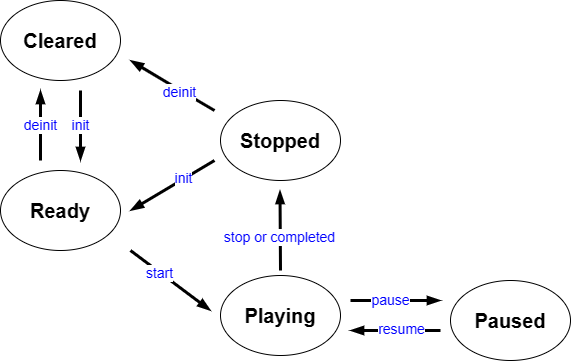 Cleared
deinit
deinit
init
Stopped
init
Ready
stop or completed
start
pause
Playing
Paused
resume